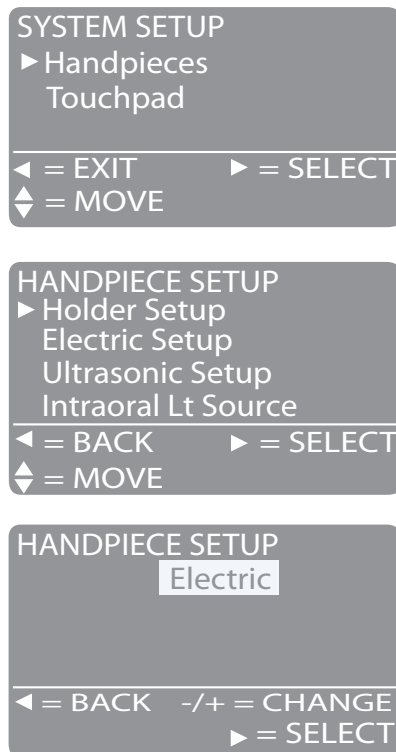 SYSTEM SETUP
▶ Handpieces
Touchpad
◀ = EXIT ▶ = SELECT
▲▼ = MOVE
HANDPIECE SETUP
▶ Holder Setup
Electric Setup
Ultrasonic Setup
Intraoral Lt Source
◀ = BACK ▶ = SELECT
▲▼ = MOVE
HANDPIECE SETUP
Electric
◀ = BACK -/+ = CHANGE
▶ = SELECT